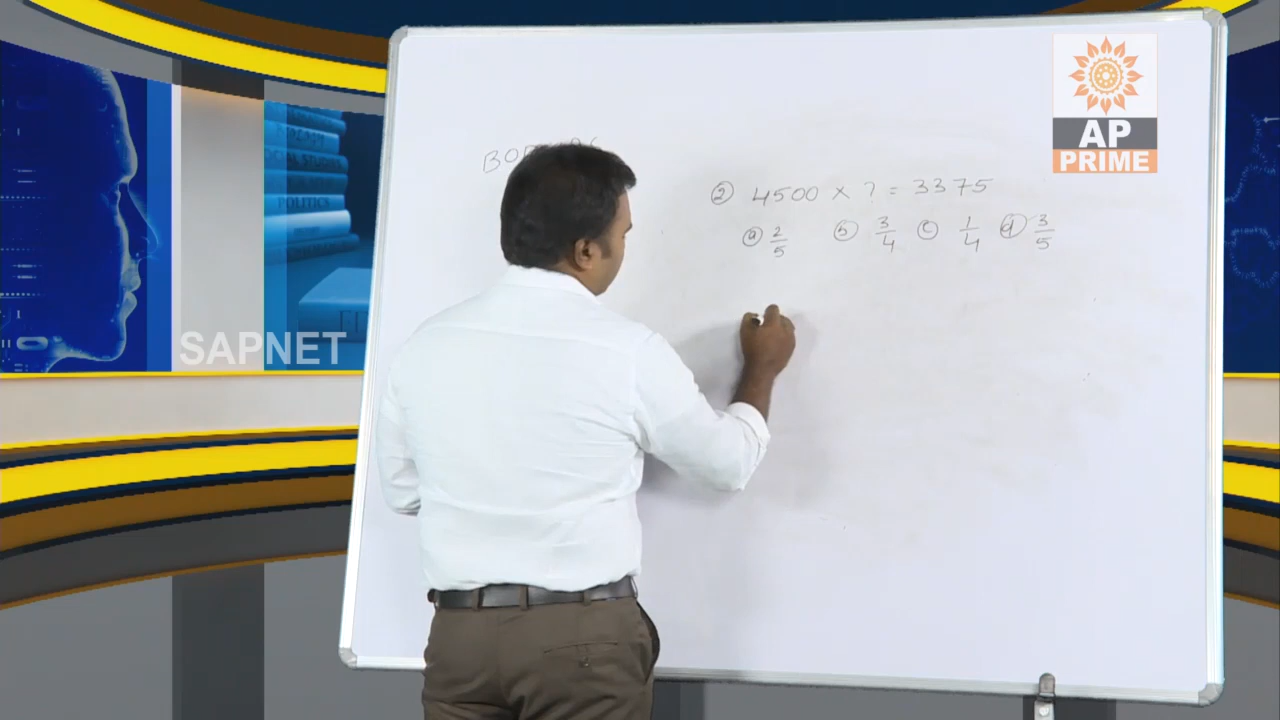 AP
PRIME
② 4500 × ? = 3375
ⓐ 2/5 ⓑ 3/4 ⓒ 1/4 ⓓ 3/5
POLITICS
SAPNET